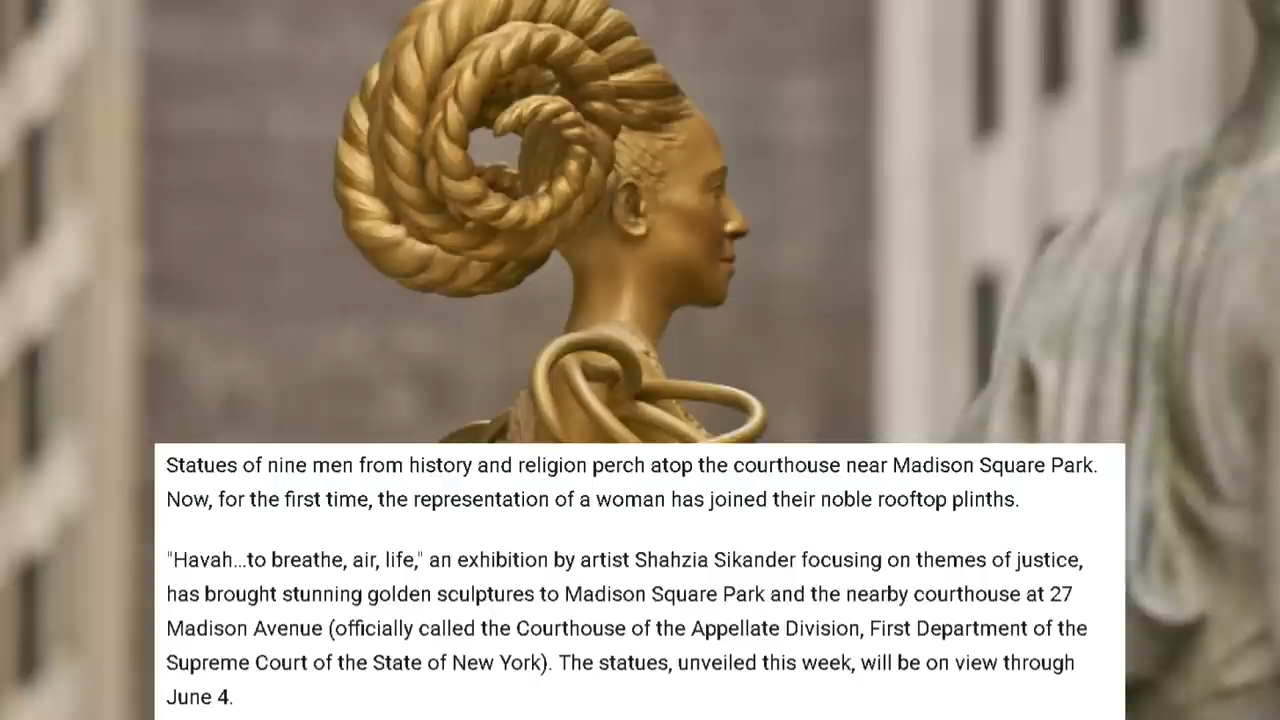 Statues of nine men from history and religion perch atop the courthouse near Madison Square Park.
Now, for the first time, the representation of a woman has joined their noble rooftop plinths.
"Havah...to breathe, air, life," an exhibition by artist Shahzia Sikander focusing on themes of justice,
has brought stunning golden sculptures to Madison Square Park and the nearby courthouse at 27
Madison Avenue (officially called the Courthouse of the Appellate Division, First Department of the
Supreme Court of the State of New York). The statues, unveiled this week, will be on view through
June 4.